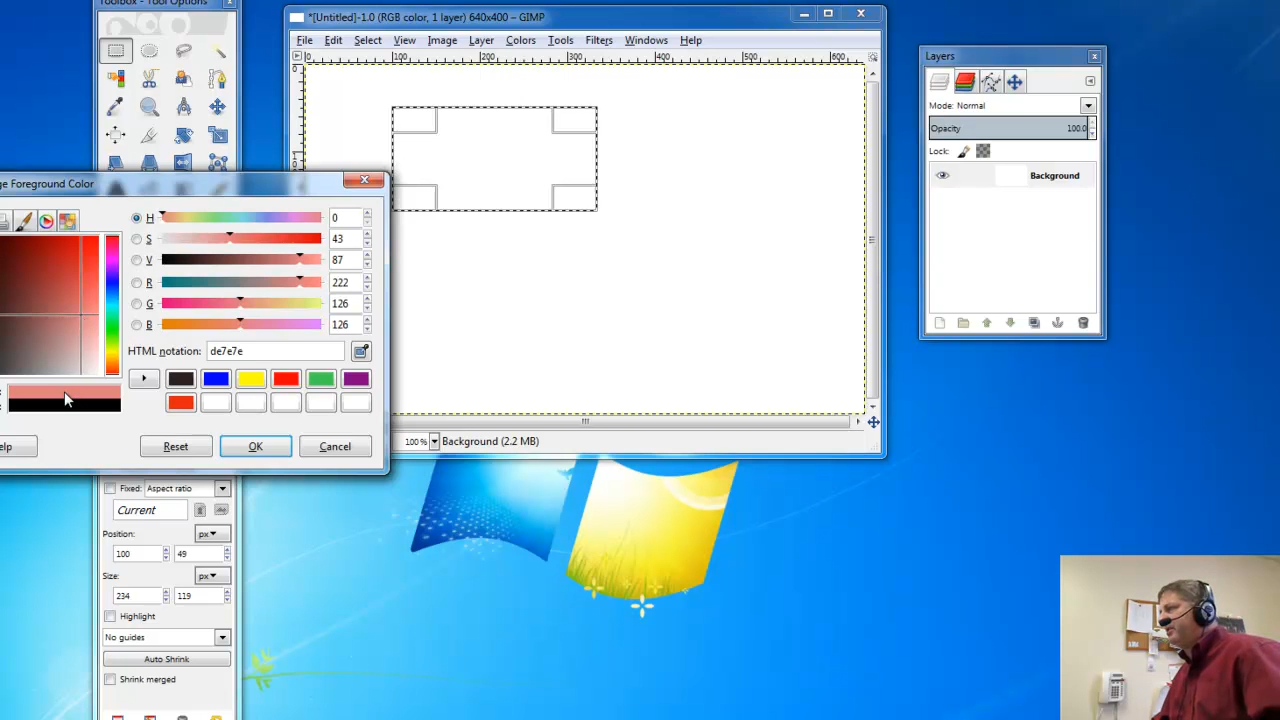 Toolbox - Tool Options
*[Untitled]-1.0 (RGB color, 1 layer) 640x400 – GIMP
File Edit Select View Image Layer Colors Tools Filters Windows Help
0 100 200 300 400 500 600
0
Layers
Mode: Normal
Opacity 100.0
Lock:
Background
ge Foreground Color
H 0
S 43
V 87
R 222
G 126
B 126
HTML notation: de7e7e
elp Reset OK Cancel
100 % Background (2.2 MB)
Fixed: Aspect ratio
Current
Position: px
100 49
Size: px
234 119
Highlight
No guides
Auto Shrink
Shrink merged